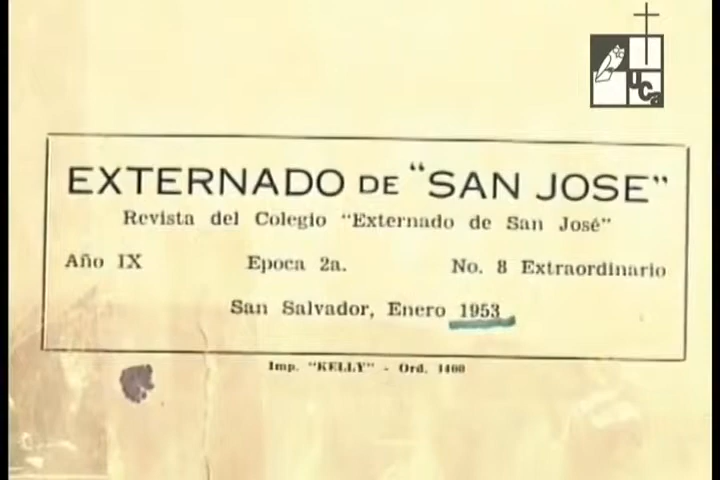 uca
EXTERNADO DE "SAN JOSE"
Revista del Colegio "Externado de San José"
Año IX Epoca 2a. No. 8 Extraordinario
San Salvador, Enero 1953
Imp. "KELLY" - Ord. 1400